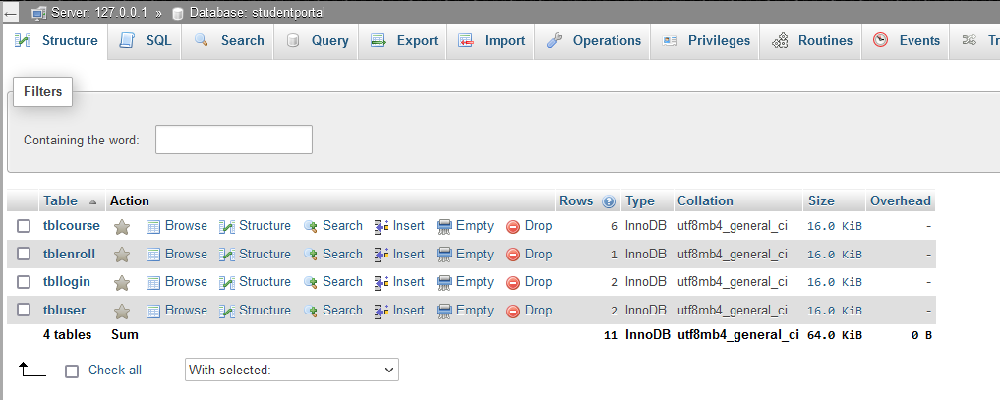 Server: 127.0.0.1 » Database: studentportal
Structure SQL Search Query Export Import Operations Privileges Routines Events Tr
Filters
Containing the word:
Table Action Rows Type Collation Size Overhead
tblcourse Browse Structure Search Insert Empty Drop 6 InnoDB utf8mb4_general_ci 16.0 KiB -
tblenroll Browse Structure Search Insert Empty Drop 1 InnoDB utf8mb4_general_ci 16.0 KiB -
tbllogin Browse Structure Search Insert Empty Drop 2 InnoDB utf8mb4_general_ci 16.0 KiB -
tbluser Browse Structure Search Insert Empty Drop 2 InnoDB utf8mb4_general_ci 16.0 KiB -
4 tables Sum 11 InnoDB utf8mb4_general_ci 64.0 KiB 0 B
Check all With selected: